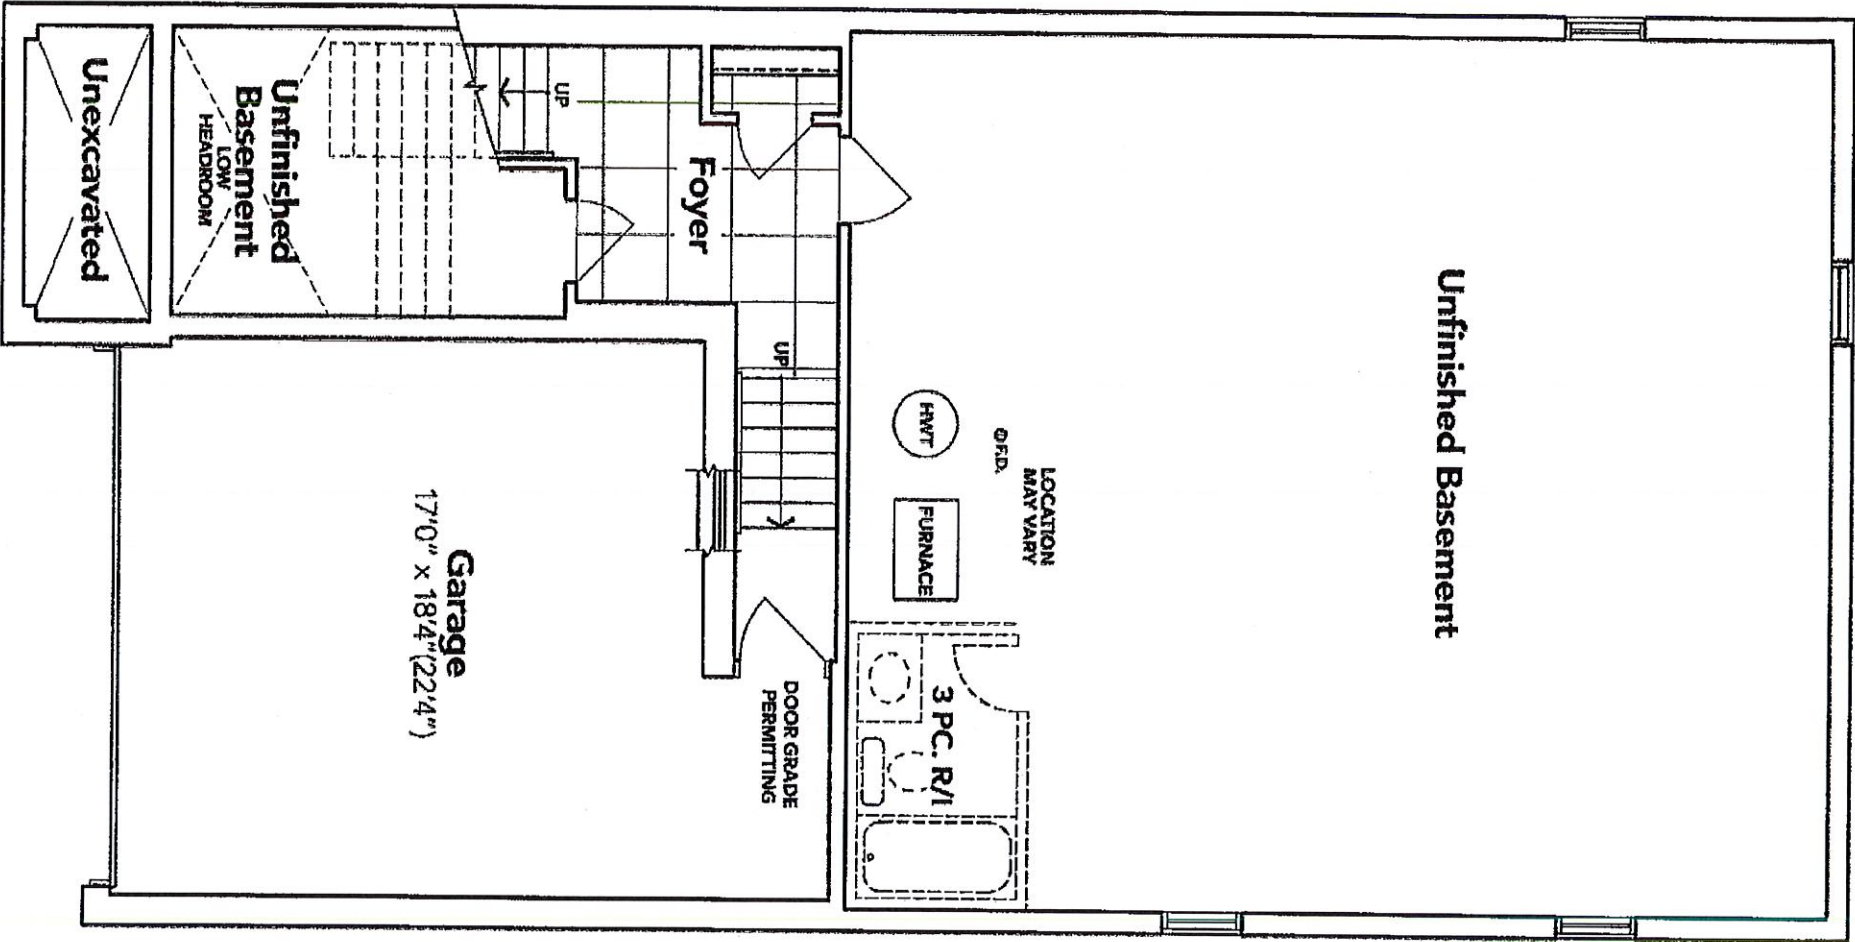 Unfinished Basement
LOCATION
MAY VARY
F.D.
HWT
FURNACE
3 PC. R/I
UP
DOOR GRADE
PERMITTING
Foyer
UP
Garage
17'0" x 18'4"(22'4")
Unfinished
Basement
LOW
HEADROOM
Unexcavated